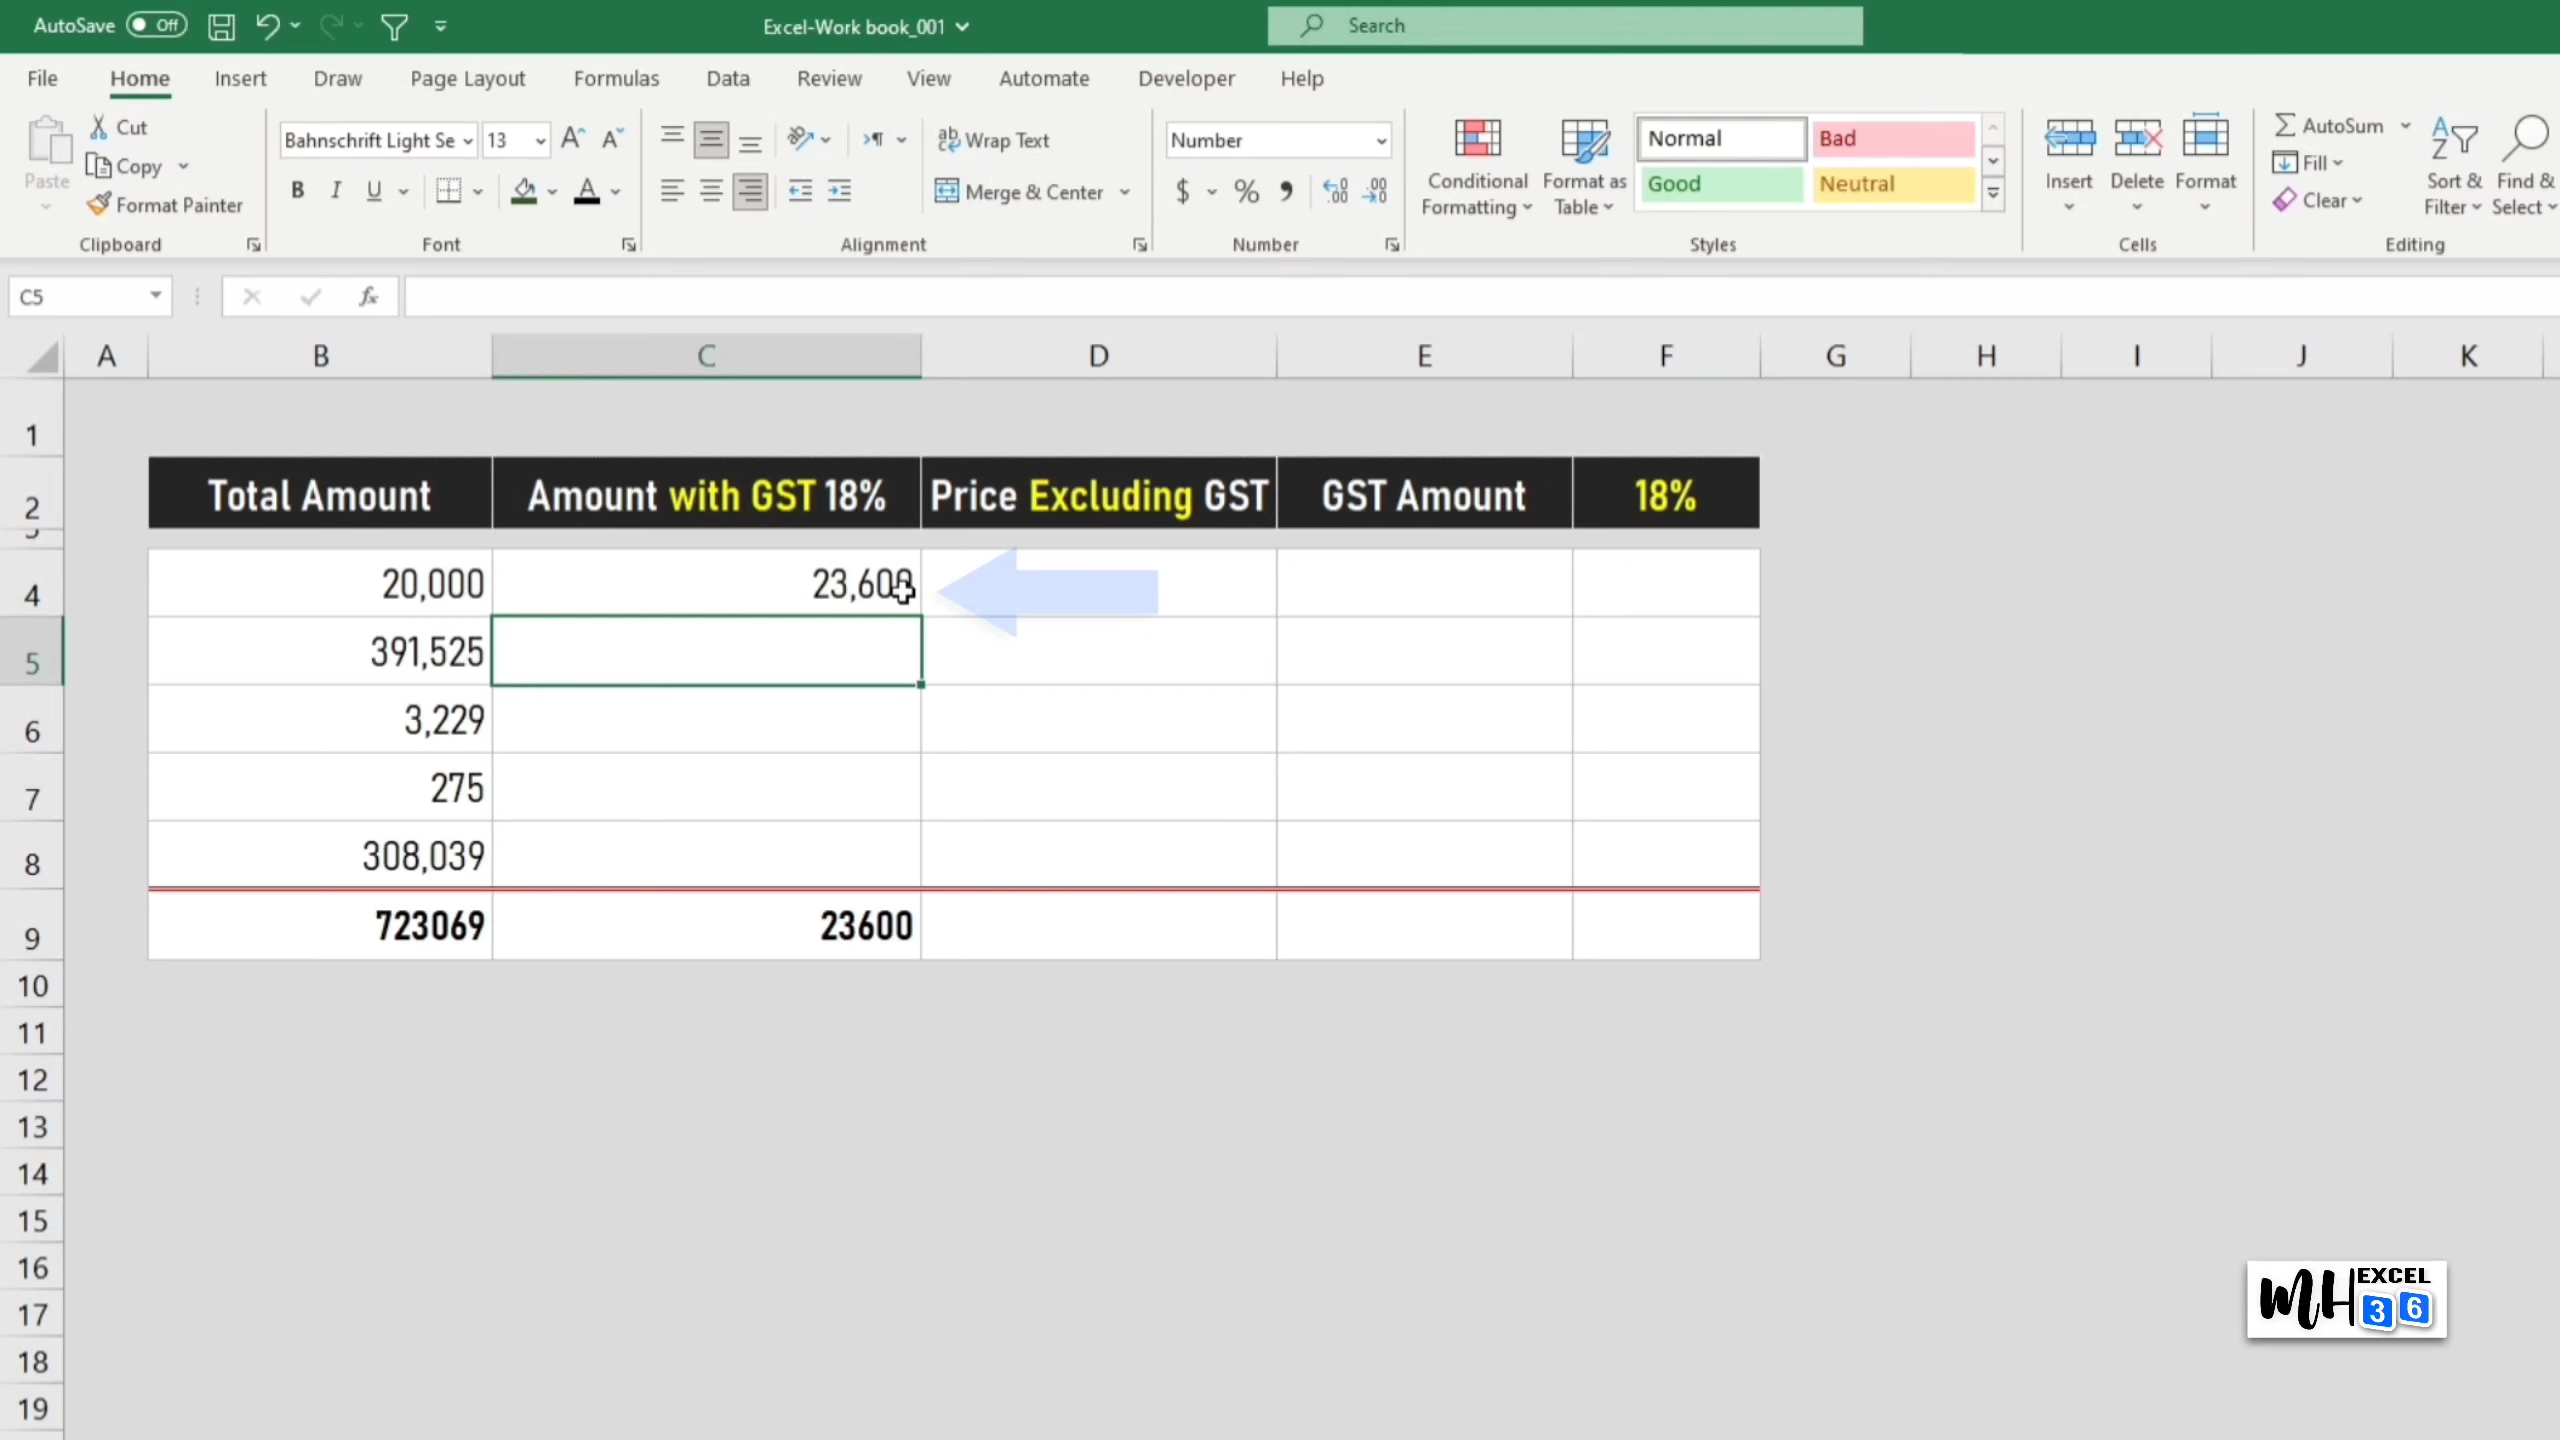 AutoSave Off Excel-Work book_001 Search
File Home Insert Draw Page Layout Formulas Data Review View Automate Developer Help
Paste Cut Copy Format Painter
Clipboard
Bahnschrift Light Se 13
B I U
Font
Wrap Text
Merge & Center
Alignment
Number
$ % 9
Number
Conditional Formatting
Format as Table
Normal Bad
Good Neutral
Styles
Insert Delete Format
Cells
AutoSum
Fill
Clear
Sort & Filter
Find & Select
Editing
C5 fx
A B C D E F G H I J K
1
2 Total Amount Amount with GST 18% Price Excluding GST GST Amount 18%
3
4 20,000 23,600
5 391,525
6 3,229
7 275
8 308,039
9 723069 23600
10
11
12
13
14
15
16
17
18
19
MH EXCEL 36